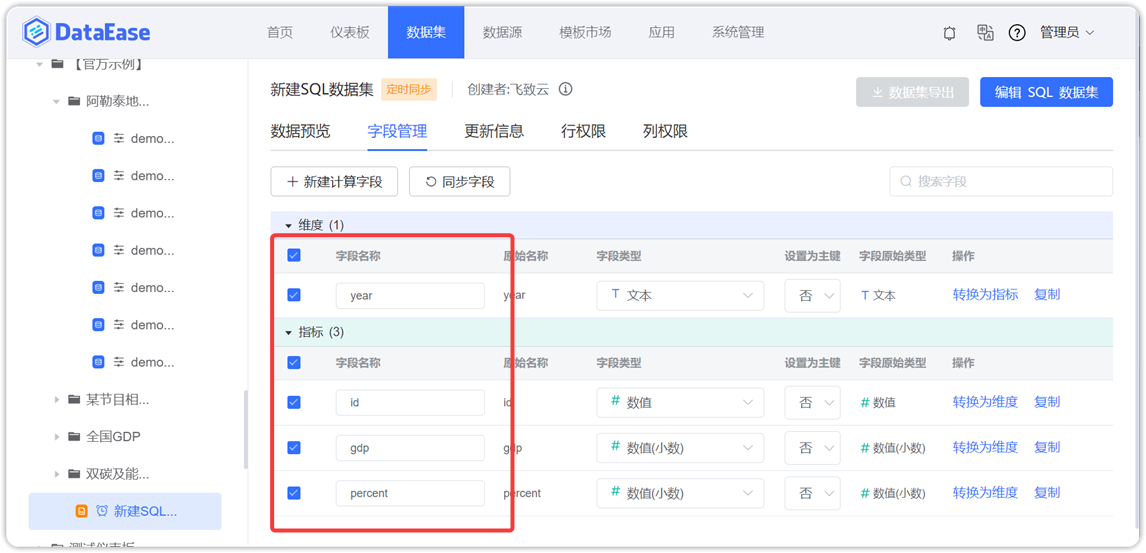 DataEase
首页 仪表板 数据集 数据源 模板市场 应用 系统管理 管理员
【官方示例】
阿勒泰地...
demo...
demo...
demo...
demo...
demo...
demo...
demo...
某节目相...
全国GDP
双碳及能...
新建SQL...
测试仪表板
新建SQL数据集 定时同步 创建者:飞致云 数据集导出 编辑 SQL 数据集
数据预览 字段管理 更新信息 行权限 列权限
新建计算字段 同步字段 搜索字段
维度 (1)
字段名称 原始名称 字段类型 设置为主键 字段原始类型 操作
year year T 文本 否 T 文本 转换为指标 复制
指标 (3)
字段名称 原始名称 字段类型 设置为主键 字段原始类型 操作
id id # 数值 否 # 数值 转换为维度 复制
gdp gdp # 数值(小数) 否 # 数值(小数) 转换为维度 复制
percent percent # 数值(小数) 否 # 数值(小数) 转换为维度 复制